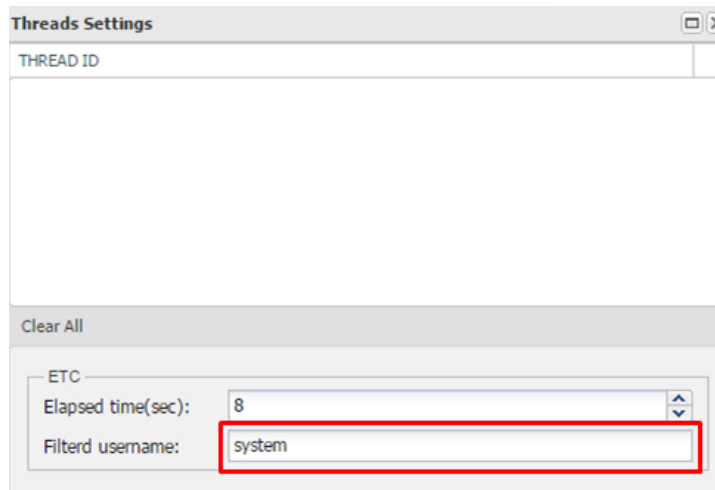 Threads Settings
THREAD ID
Clear All
ETC
Elapsed time(sec): 8
Filterd username: system